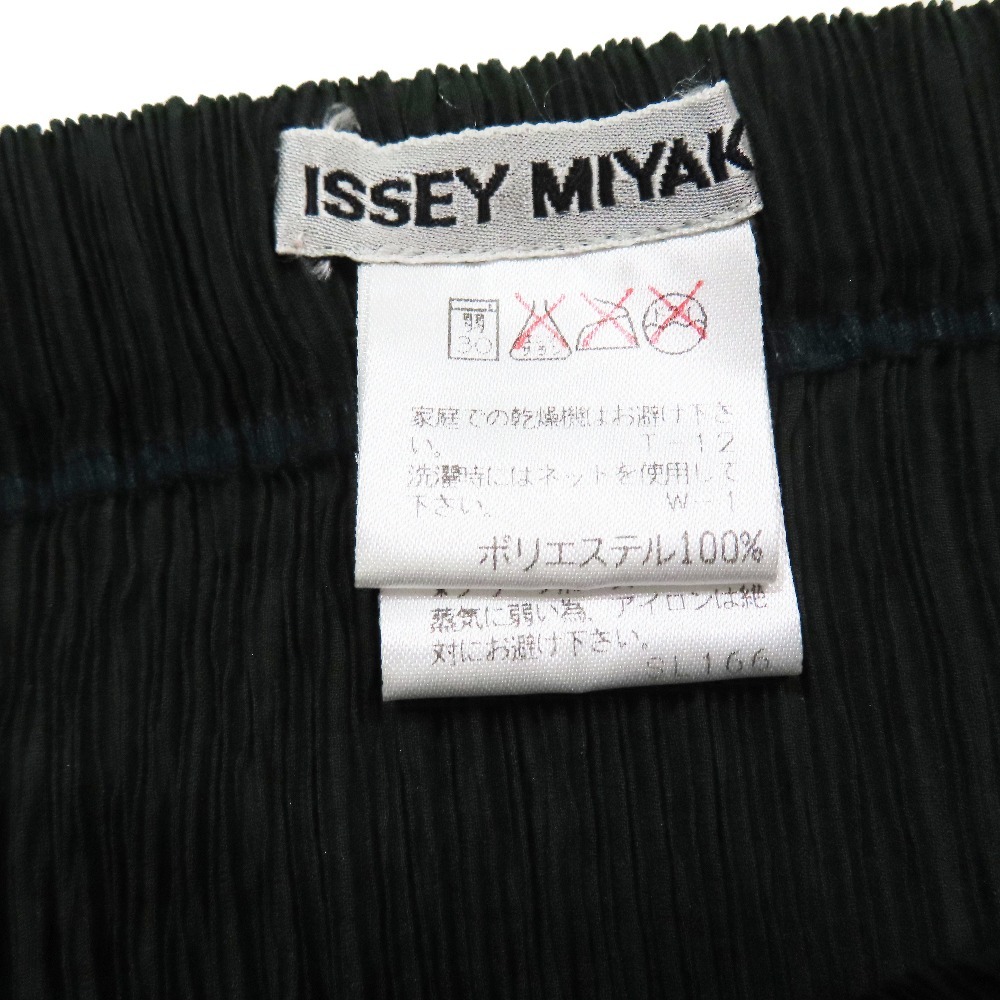 ISSEY MIYAK
弱
30
家庭での乾燥機はお避け下さ
い。 T-12
洗濯時にはネットを使用して
下さい。 W-1
ポリエステル100%
蒸気に弱い為、アイロンは絶
対にお避け下さい。
SL166